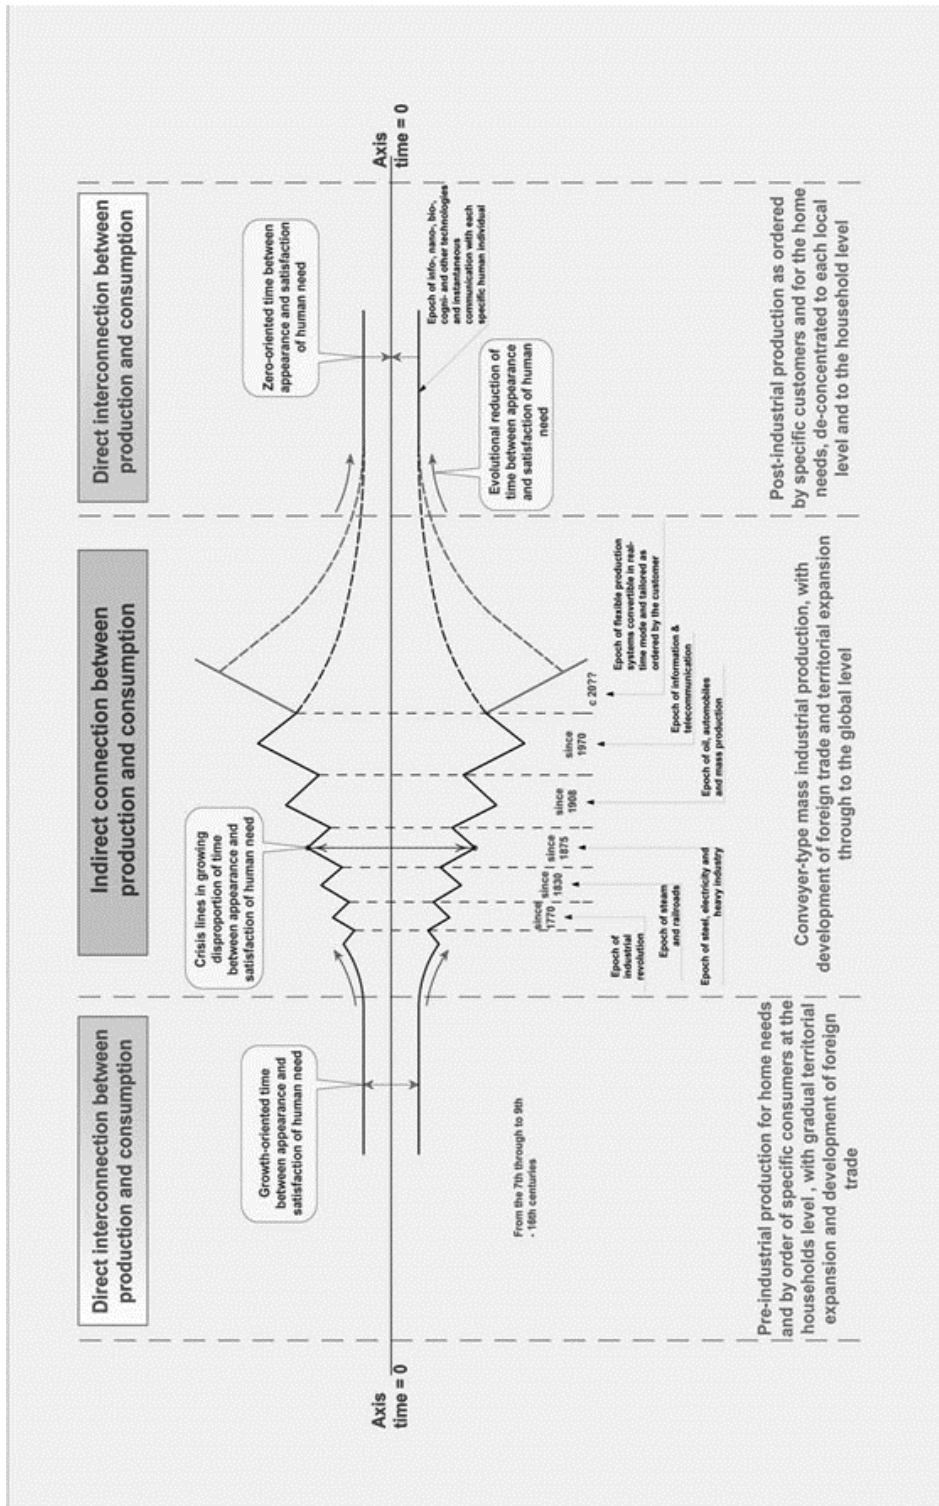 Direct interconnection between
production and consumption
Indirect connection between
production and consumption
Direct interconnection between
production and consumption
Growth-oriented time
between appearance and
satisfaction of human need
Crisis lines in growing
disproportion of time
between appearance and
satisfaction of human need
Zero-oriented time between
appearance and satisfaction
of human need
Axis
time = 0
Axis
time = 0
Epoch of info-, nano-, bio-,
cogni- and other technologies
and instantaneous
communication with each
specific human individual
Evolutional reduction of
time between appearance
and satisfaction of human
need
From the 7th through to 9th
- 16th centuries
since
1770
since
1830
since
1875
since
1908
since
1970
c 20??
Epoch of
industrial
revolution
Epoch of steam
and railroads
Epoch of steel, electricity and
heavy industry
Epoch of oil, automobiles
and mass production
Epoch of information &
telecommunication
Epoch of flexible production
systems convertible in real-
time mode and tailored as
ordered by the customer
Pre-industrial production for home needs
and by order of specific consumers at the
households level , with gradual territorial
expansion and development of foreign
trade
Conveyer-type mass industrial production, with
development of foreign trade and territorial expansion
through to the global level
Post-industrial production as ordered
by specific customers and for the home
needs, de-concentrated to each local
level and to the household level